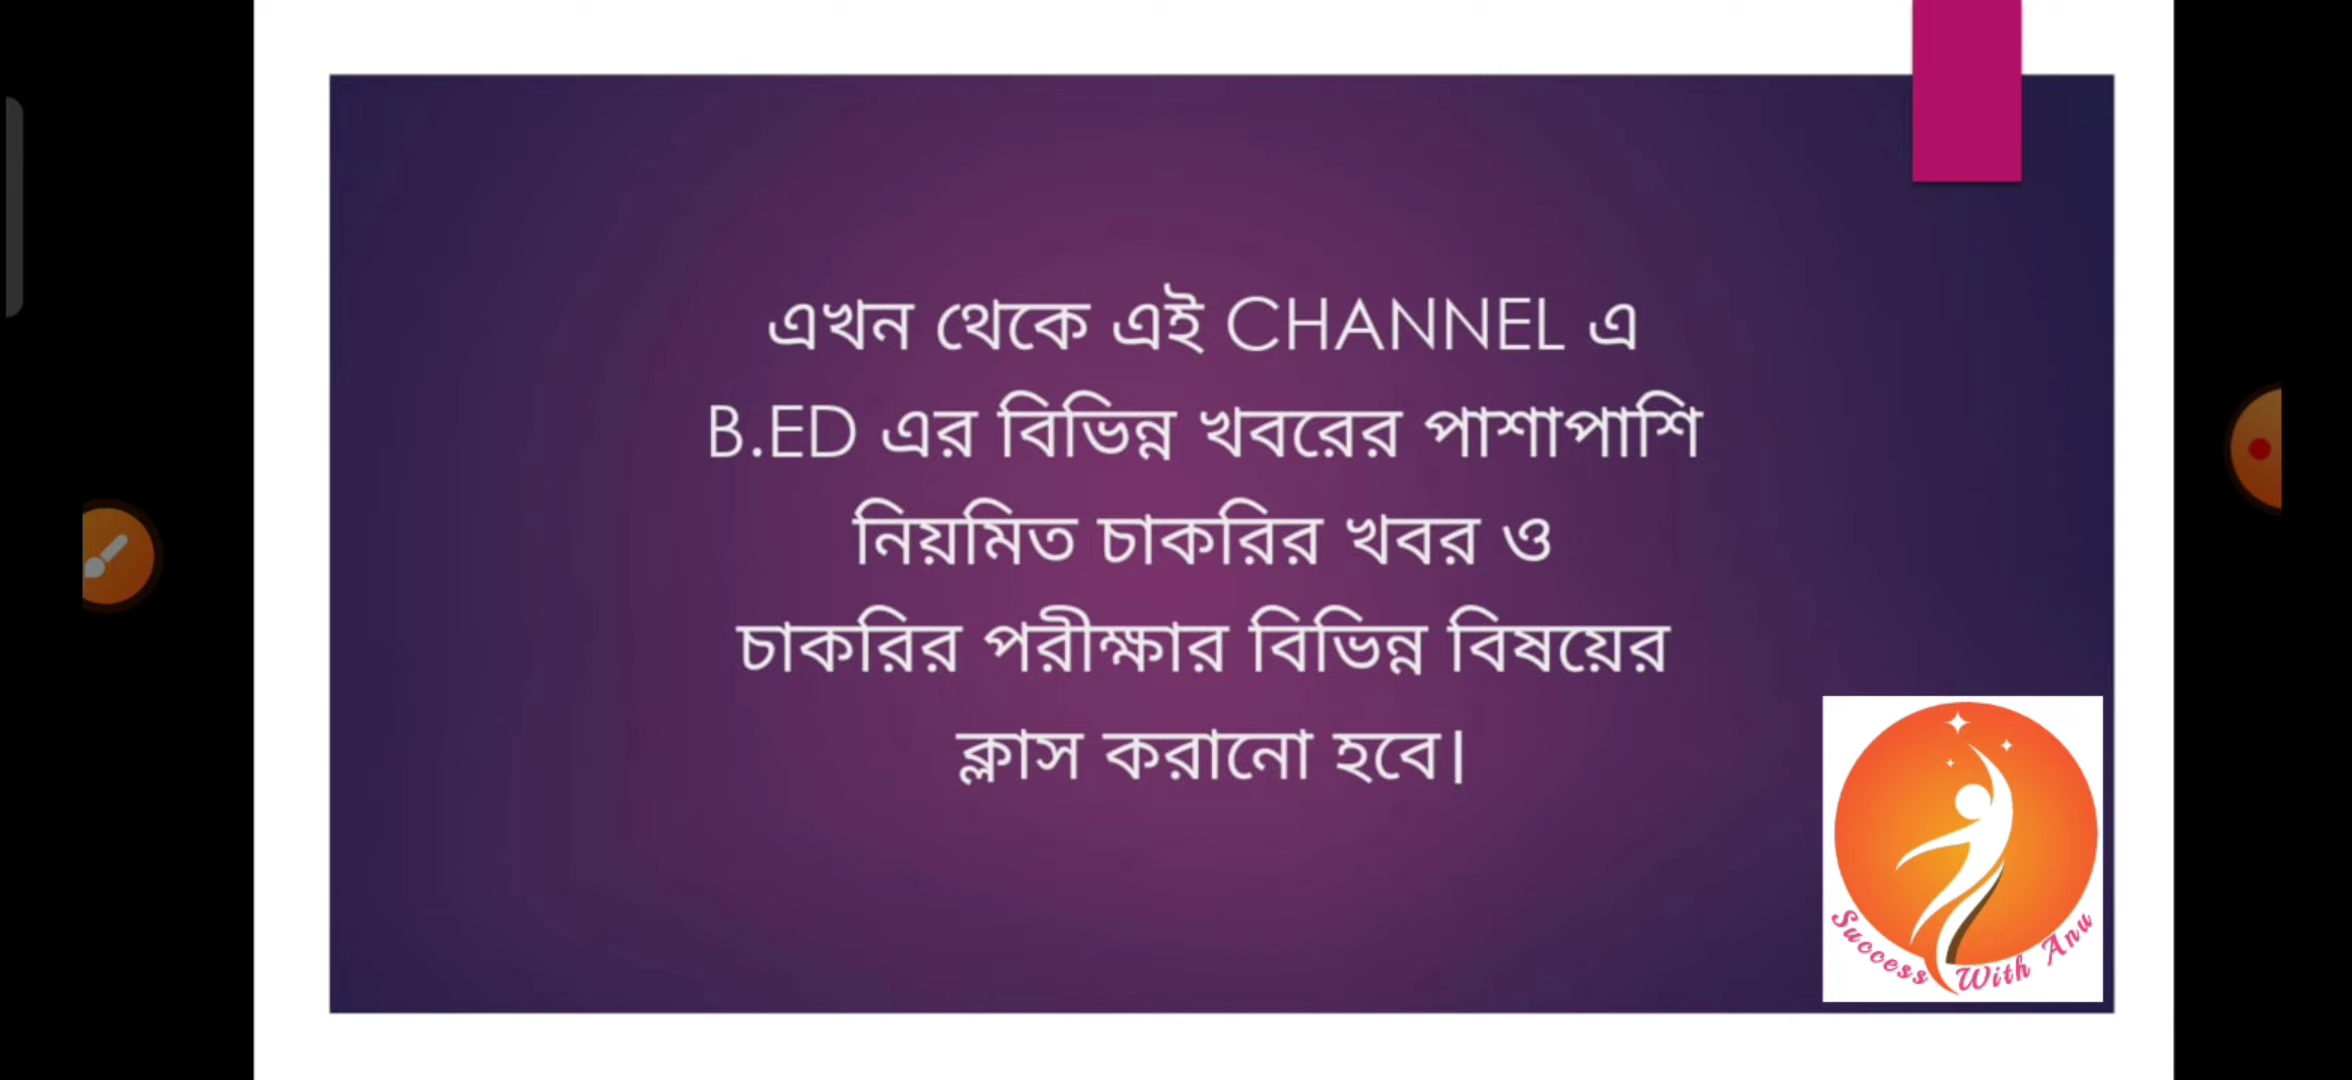 এখন থেকে এই CHANNEL এ
B.ED এর বিভিন্ন খবরের পাশাপাশি
নিয়মিত চাকরির খবর ও
চাকরির পরীক্ষার বিভিন্ন বিষয়ের
ক্লাস করানো হবে।
Success With Anu